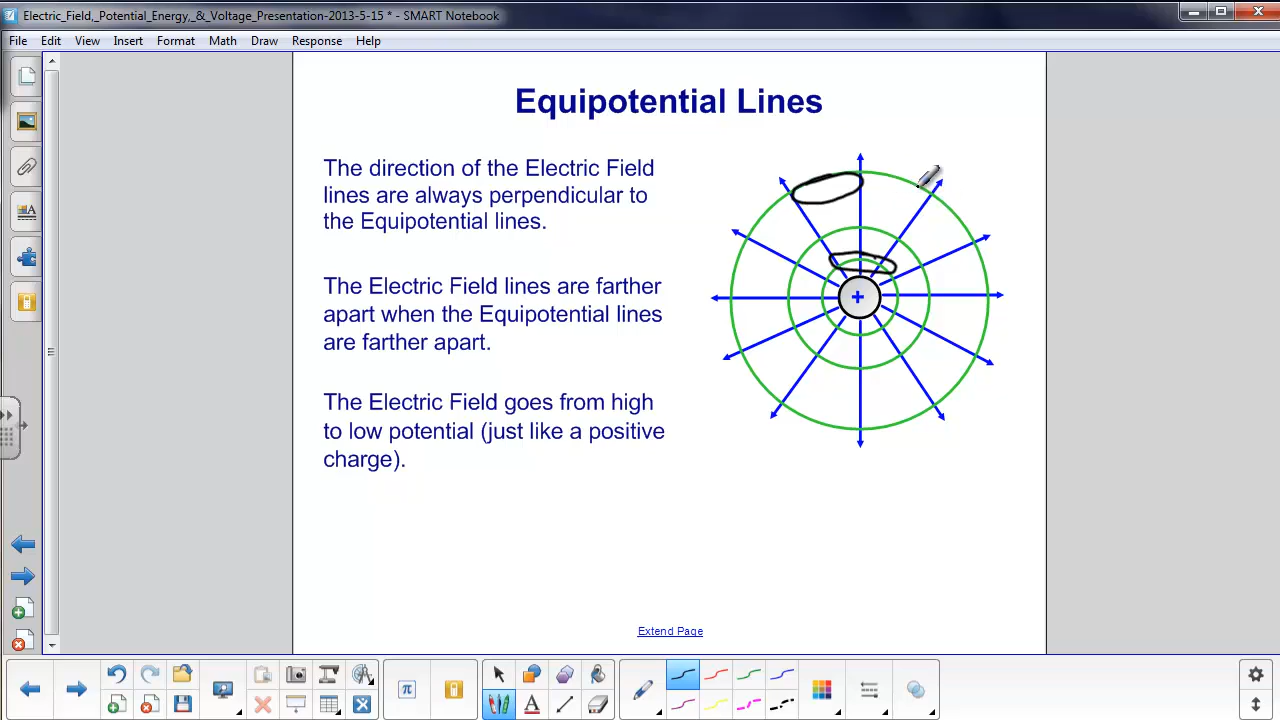 Electric_Field,_Potential_Energy,_&_Voltage_Presentation-2013-5-15 * - SMART Notebook
File Edit View Insert Format Math Draw Response Help
Equipotential Lines
The direction of the Electric Field
lines are always perpendicular to
the Equipotential lines.
The Electric Field lines are farther
apart when the Equipotential lines
are farther apart.
The Electric Field goes from high
to low potential (just like a positive
charge).
+
Extend Page
π
A